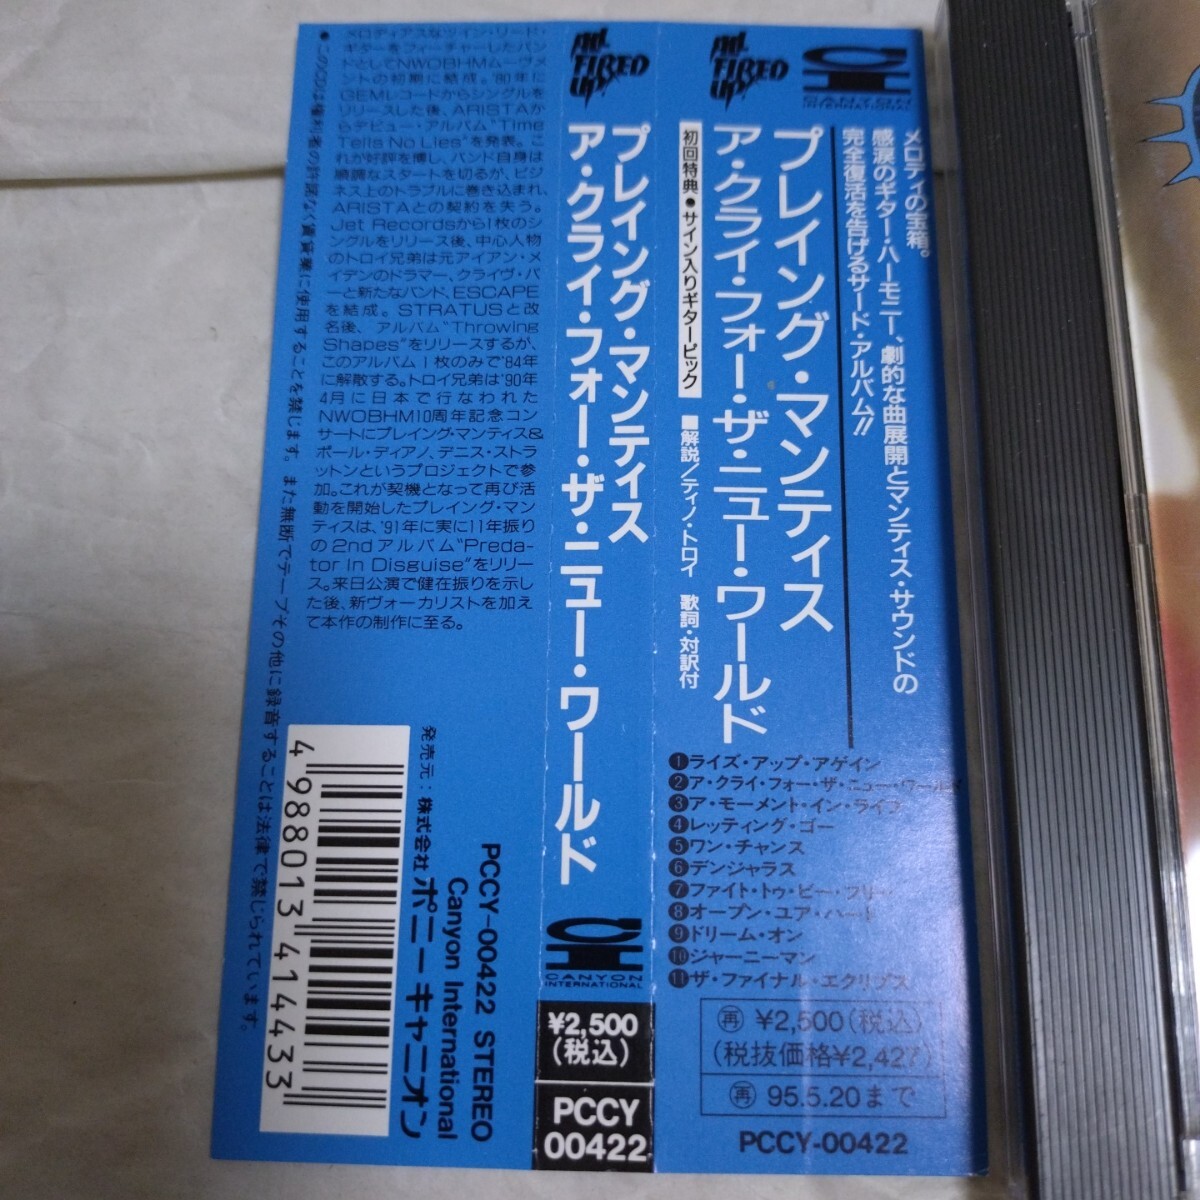 メロディの宝箱。
感涙のギター・ハーモニー、劇的な曲展開とマンティス・サウンドの
完全復活を告げるサード・アルバム!!
CANYON
INTERNATIONAL
ALL
FIRED
UP
プレイング・マンティス
ア・クライ・フォー・ザ・ニュー・ワールド
初回特典●サイン入りギターピック
■解説/ティノ・トロイ 歌詞・対訳付
❶ライズ・アップ・アゲイン
❷ア・クライ・フォー・ザ・ニュー・ワールド
❸ア・モーメント・イン・ライフ
❹レッティング・ゴー
❺ワン・チャンス
❻デンジャラス
❼ファイト・トゥ・ビー・フリー
❽オープン・ユア・ハート
❾ドリーム・オン
❿ジャーニーマン
⓫ザ・ファイナル・エクリプス
再 ¥2,500(税込)
(税抜価格¥2,427)
再 95.5.20まで
PCCY-00422
ALL
FIRED
UP
プレイング・マンティス
ア・クライ・フォー・ザ・ニュー・ワールド
CANYON
INTERNATIONAL
¥2,500
(税込)
PCCY
00422
メロディアスなツイン・リード・
ギターをフィーチャーしたバン
ドとしてNWOBHMムーヴメ
ントの初期に結成。'80年に
GEMレコードからシングルを
リリースした後、ARISTAか
らデビュー・アルバム"Time
Tells No Lies"を発表。こ
れが好評を博し、バンド自身は
順調なスタートを切るが、ビジ
ネス上のトラブルに巻き込まれ、
ARISTAとの契約を失う。
Jet Recordsから1枚のシ
ングルをリリース後、中心人物
のトロイ兄弟は元アイアン・メ
イデンのドラマー、クライヴ・バ
ーと新たなバンド、ESCAPE
を結成。STRATUSと改
名後、アルバム"Throwing
Shapes"をリリースするが、
このアルバム1枚のみで'84年
に解散する。トロイ兄弟は'90年
4月に日本で行なわれた
NWOBHM10周年記念コン
サートにプレイング・マンティス&
ポール・ディアノ、デニス・ストラ
ットンというプロジェクトで参
加。これが契機となって再び活
動を開始したプレイング・マン
ティスは、'91年に実に11年振り
の2ndアルバム"Preda-
tor In Disguise"をリリー
ス。来日公演で健在振りを示し
た後、新ヴォーカリストを加え
て本作の制作に至る。
●このCDは権利者の許諾なく賃貸業に使用することを禁じます。また無断でテープその他に録音することは法律で禁じられています。
PCCY-00422 STEREO
Canyon International
発売元:株式会社ポニーキャニオン
4 988013 414433